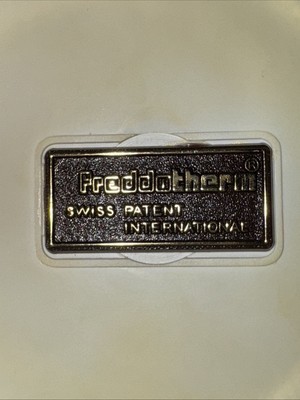 Freddotherm®
SWISS PATENT
INTERNATIONAL